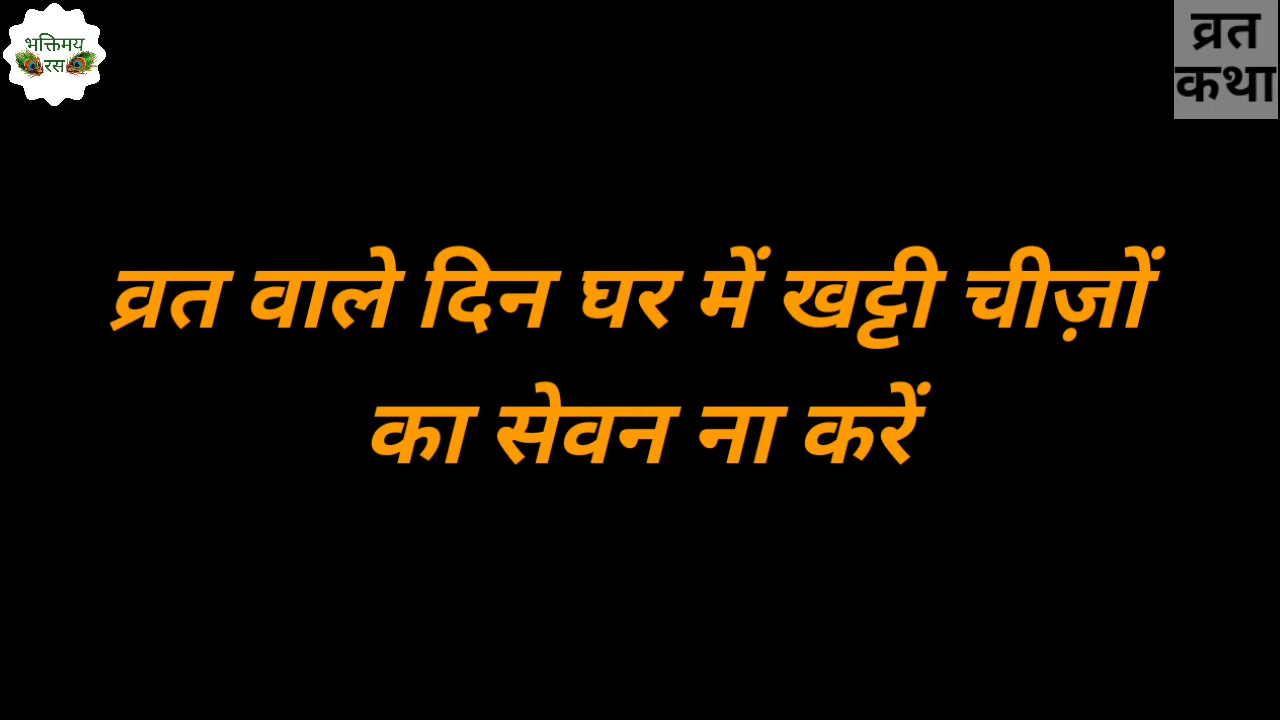 भक्तिमय
रस
व्रत
कथा
व्रत वाले दिन घर में खट्टी चीज़ों
का सेवन ना करें